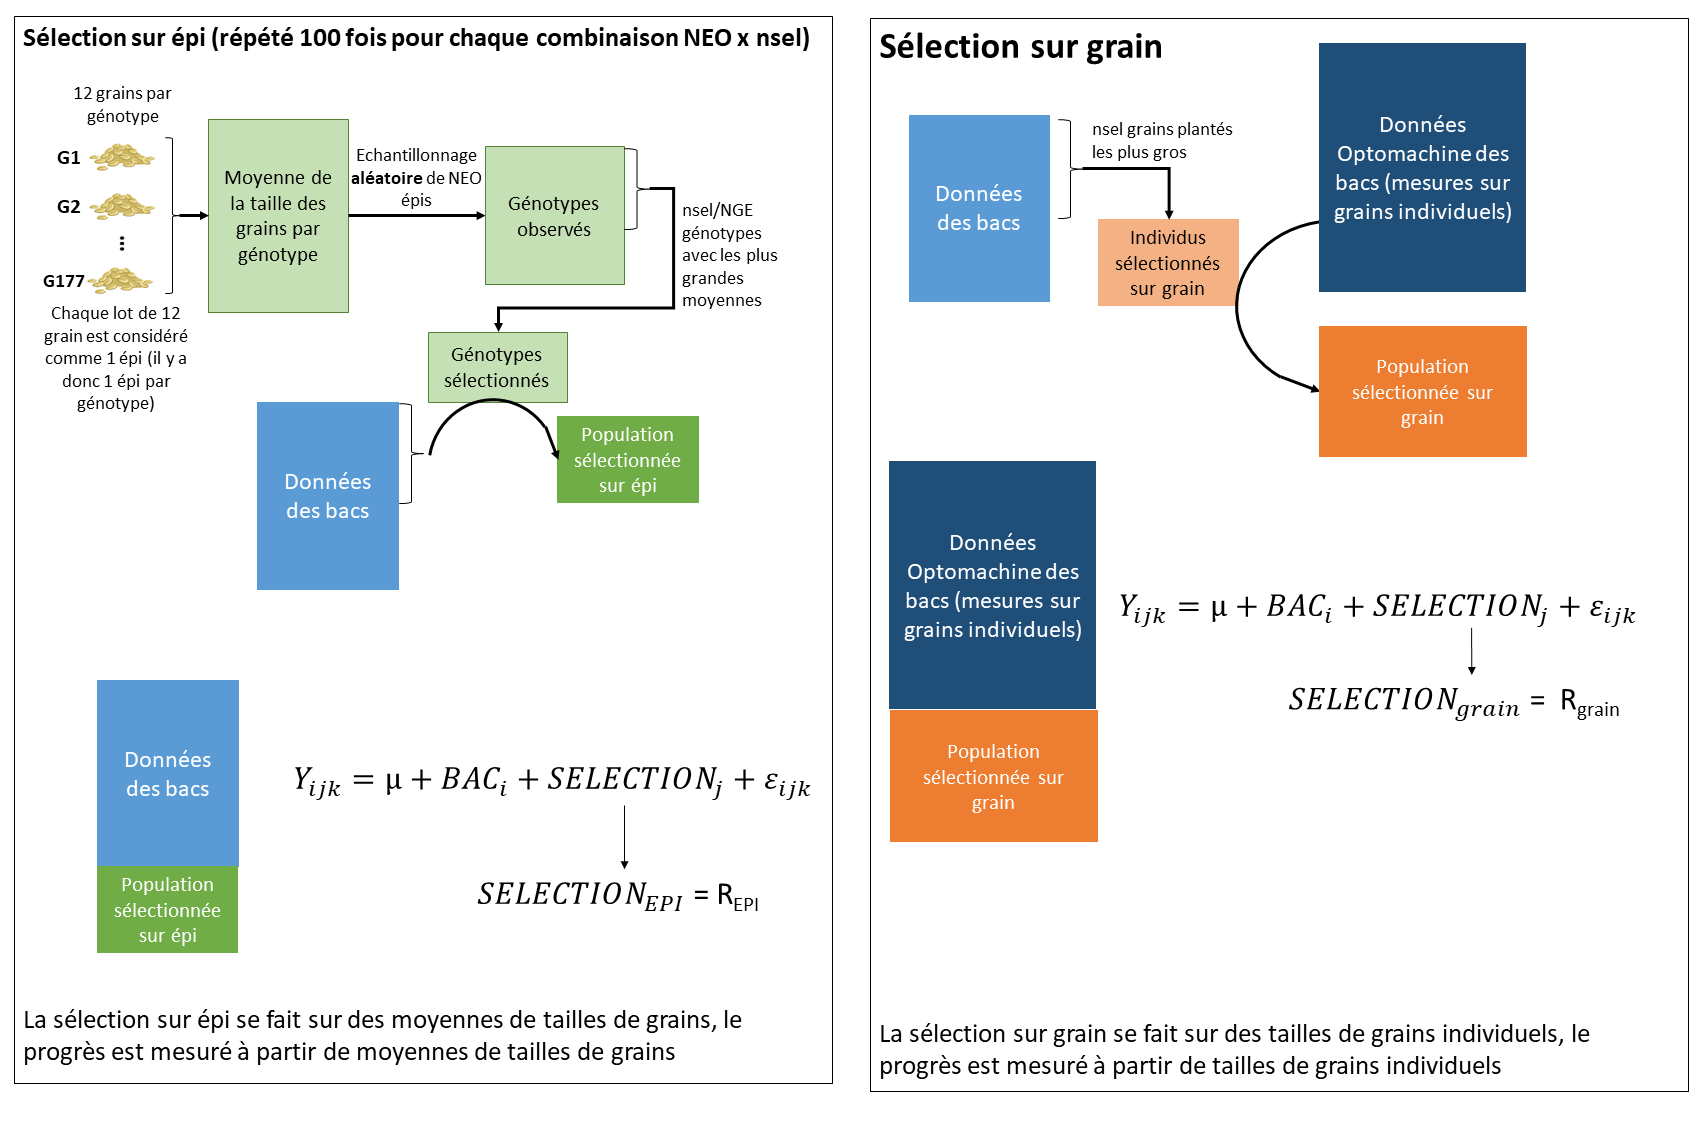 Sélection sur épi (répété 100 fois pour chaque combinaison NEO x nsel)
12 grains par
génotype
G1
G2
...
G177
Chaque lot de 12
grain est considéré
comme 1 épi (il y a
donc 1 épi par
génotype)
Moyenne de
la taille des
grains par
génotype
Echantillonnage
aléatoire de NEO
épis
Génotypes
observés
nsel/NGE
génotypes
avec les plus
grandes
moyennes
Génotypes
sélectionnés
Données
des bacs
Population
sélectionnée
sur épi
Données
des bacs
Population
sélectionnée
sur épi
Y_{ijk} = μ + BAC_i + SELECTION_j + ε_{ijk}
SELECTION_{EPI} = R_{EPI}
La sélection sur épi se fait sur des moyennes de tailles de grains, le
progrès est mesuré à partir de moyennes de tailles de grains
Sélection sur grain
Données
des bacs
nsel grains plantés
les plus gros
Individus
sélectionnés
sur grain
Données
Optomachine des
bacs (mesures sur
grains individuels)
Population
sélectionnée sur
grain
Données
Optomachine des
bacs (mesures sur
grains individuels)
Population
sélectionnée sur
grain
Y_{ijk} = μ + BAC_i + SELECTION_j + ε_{ijk}
SELECTION_{grain} = R_{grain}
La sélection sur grain se fait sur des tailles de grains individuels, le
progrès est mesuré à partir de tailles de grains individuels